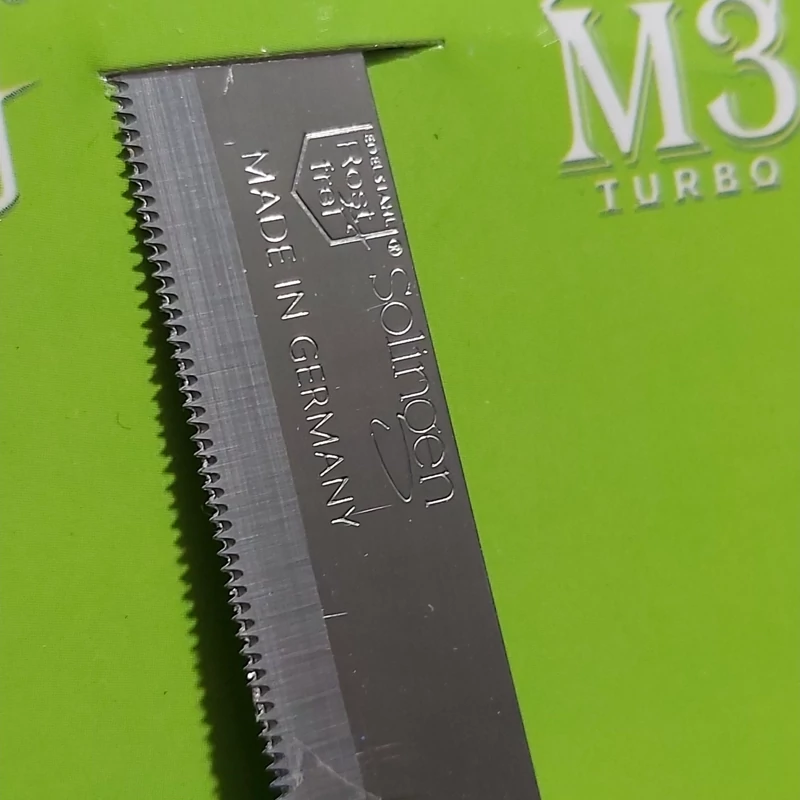 M3
TURBO
EDELSTAHL
Rost
frei
®
Solingen
MADE IN GERMANY